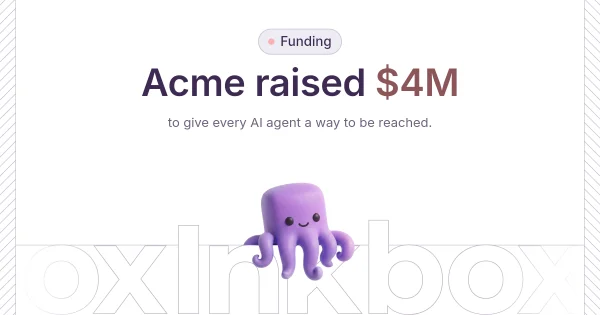 Funding
Acme raised $4M
to give every AI agent a way to be reached.
oxInkbox